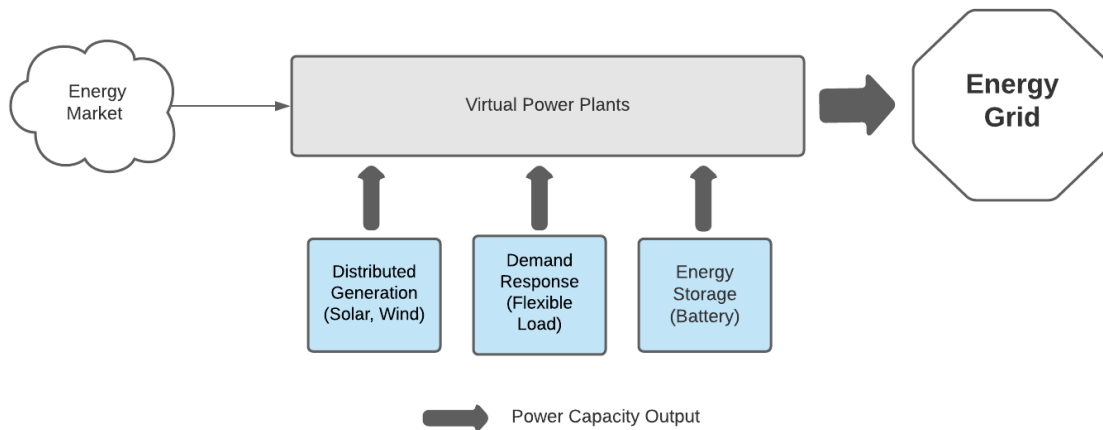 Energy
Market
Virtual Power Plants
Energy
Grid
Distributed
Generation
(Solar, Wind)
Demand
Response
(Flexible
Load)
Energy
Storage
(Battery)
Power Capacity Output